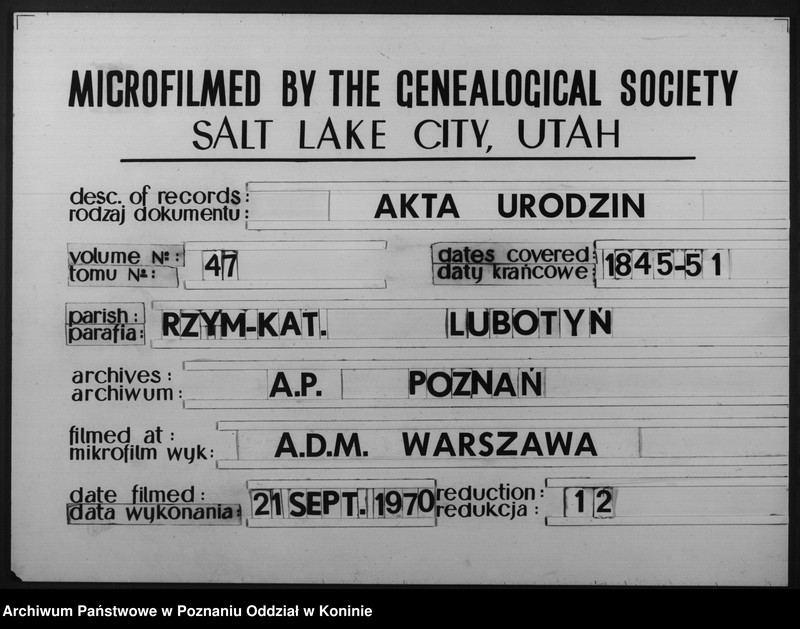 MICROFILMED BY THE GENEALOGICAL SOCIETY
SALT LAKE CITY, UTAH
desc. of records: AKTA URODZIN
rodzaj dokumentu:
volume Nº: 47 dates covered: 1845-51
tomu Nº: daty krańcowe:
parish: RZYM-KAT. LUBOTYŃ
parafia:
archives: A.P. POZNAŃ
archiwum:
filmed at: A.D.M. WARSZAWA
mikrofilm wyk:
date filmed: 21 SEPT. 1970 reduction: 12
data wykonania: redukcja:
Archiwum Państwowe w Poznaniu Oddział w Koninie